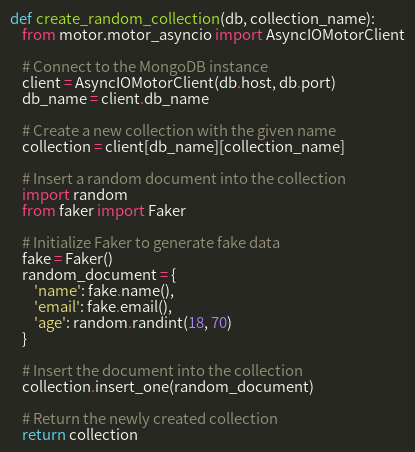 def create_random_collection(db, collection_name):
from motor.motor_asyncio import AsyncIOMotorClient
# Connect to the MongoDB instance
client = AsyncIOMotorClient(db.host, db.port)
db_name = client.db_name
# Create a new collection with the given name
collection = client[db_name][collection_name]
# Insert a random document into the collection
import random
from faker import Faker
# Initialize Faker to generate fake data
fake = Faker()
random_document = {
'name': fake.name(),
'email': fake.email(),
'age': random.randint(18, 70)
}
# Insert the document into the collection
collection.insert_one(random_document)
# Return the newly created collection
return collection